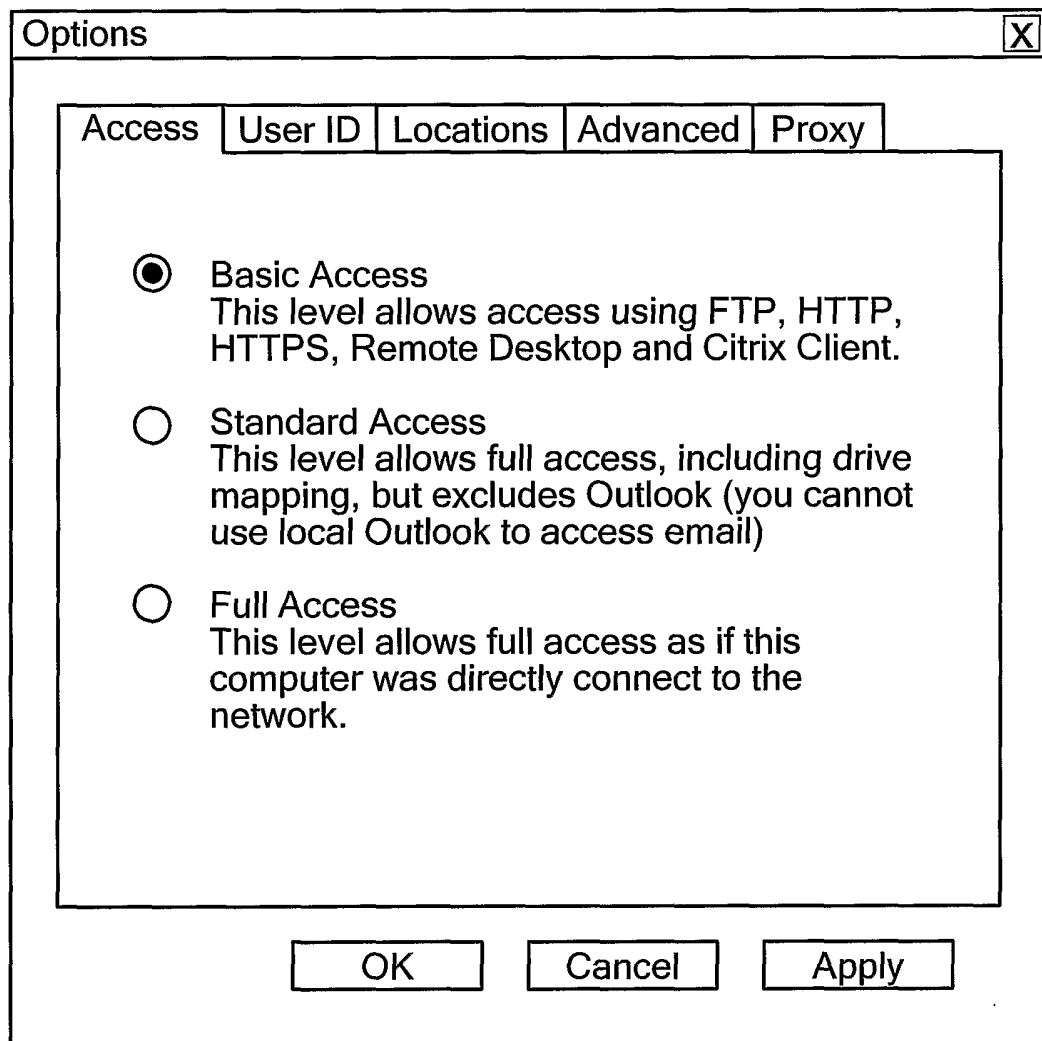 Options X
Access User ID Locations Advanced Proxy
Basic Access
This level allows access using FTP, HTTP,
HTTPS, Remote Desktop and Citrix Client.
Standard Access
This level allows full access, including drive
mapping, but excludes Outlook (you cannot
use local Outlook to access email)
Full Access
This level allows full access as if this
computer was directly connect to the
network.
OK Cancel Apply